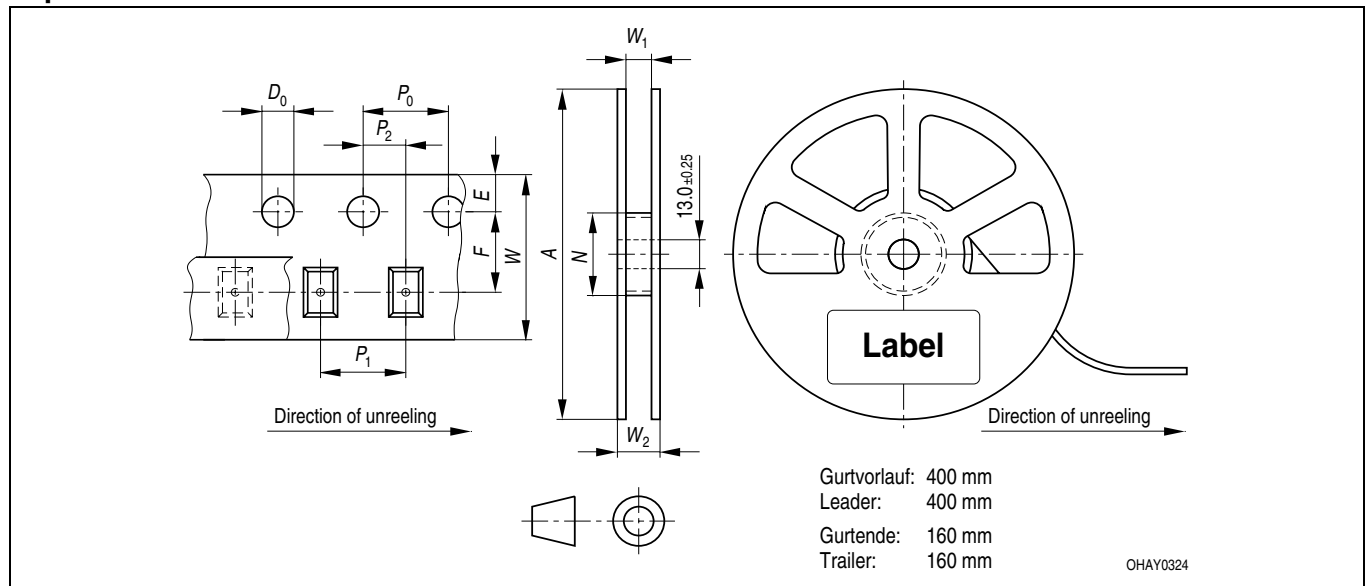 W1
D0
P0
P2
E
F
W
A
N
13.0±0.25
P1
W2
Label
Direction of unreeling
Direction of unreeling
Gurtvorlauf: 400 mm
Leader: 400 mm
Gurtende: 160 mm
Trailer: 160 mm
OHAY0324